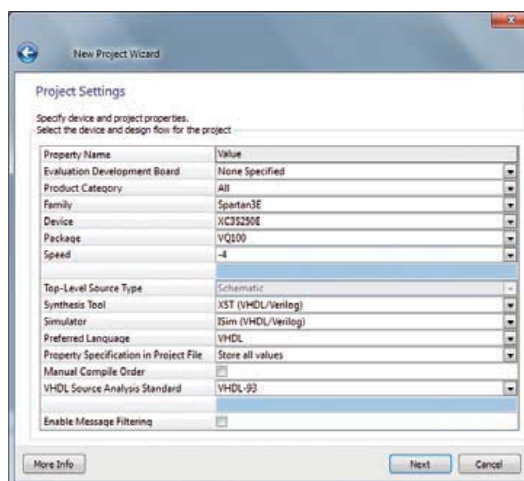 New Project Wizard
Project Settings
Specify device and project properties.
Select the device and design flow for the project
Property Name Value
Evaluation Development Board None Specified
Product Category All
Family Spartan3E
Device XC3S250E
Package VQ100
Speed -4
Top-Level Source Type Schematic
Synthesis Tool XST (VHDL/Verilog)
Simulator ISim (VHDL/Verilog)
Preferred Language VHDL
Property Specification in Project File Store all values
Manual Compile Order
VHDL Source Analysis Standard VHDL-93
Enable Message Filtering
More Info Next Cancel